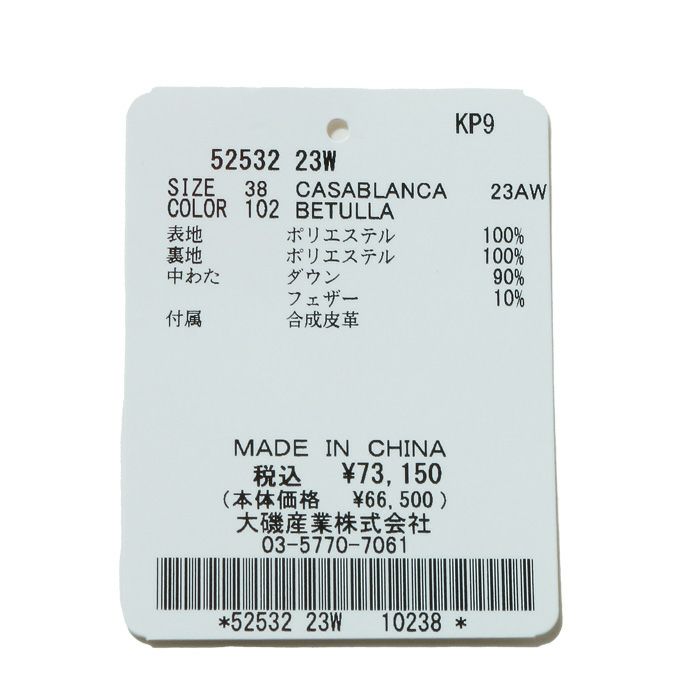 KP9
52532 23W
SIZE 38 CASABLANCA 23AW
COLOR 102 BETULLA
表地 ポリエステル 100%
裏地 ポリエステル 100%
中わた ダウン 90%
フェザー 10%
付属 合成皮革
MADE IN CHINA
税込 ¥73,150
(本体価格 ¥66,500)
大磯産業株式会社
03-5770-7061
*52532 23W 10238 *